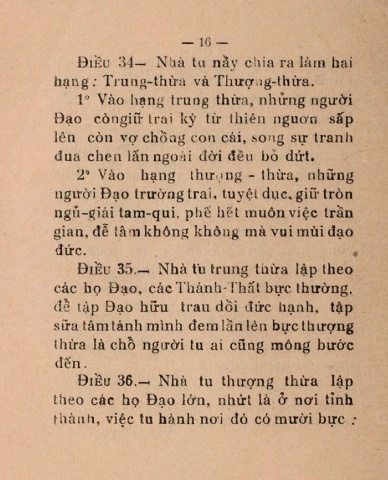 — 16 —
ĐIỀU 34— Nhà tu nầy chia ra làm hai
hạng : Trung-thừa và Thượng-thừa.
1° Vào hạng trung thừa, những người
Đạo còngiữ trai kỳ từ thiên nguơn sắp
lên còn vợ chồng con cái, song sự tranh
đua chen lấn ngoài đời đều bỏ dứt.
2° Vào hạng thượng - thừa, những
người Đạo trường trai, tuyệt dục, giữ tròn
ngủ-giái tam-qui, phế hết muôn việc trần
gian, để tâm không không mà vui mùi đạo
đức.
ĐIỀU 35.— Nhà tu trung thừa lập theo
các họ Đạo, các Thánh-Thất bực thường,
để tập Đạo hữu trau dồi đức hạnh, tập
sữa tâm tánh mình đem lần lên bực thượng
thừa là chỗ người tu ai cũng mông bước
đến.
ĐIỀU 36.— Nhà tu thượng thừa lập
theo các họ Đạo lớn, nhứt là ở nơi tỉnh
thành, việc tu hành nơi đó có mười bực :